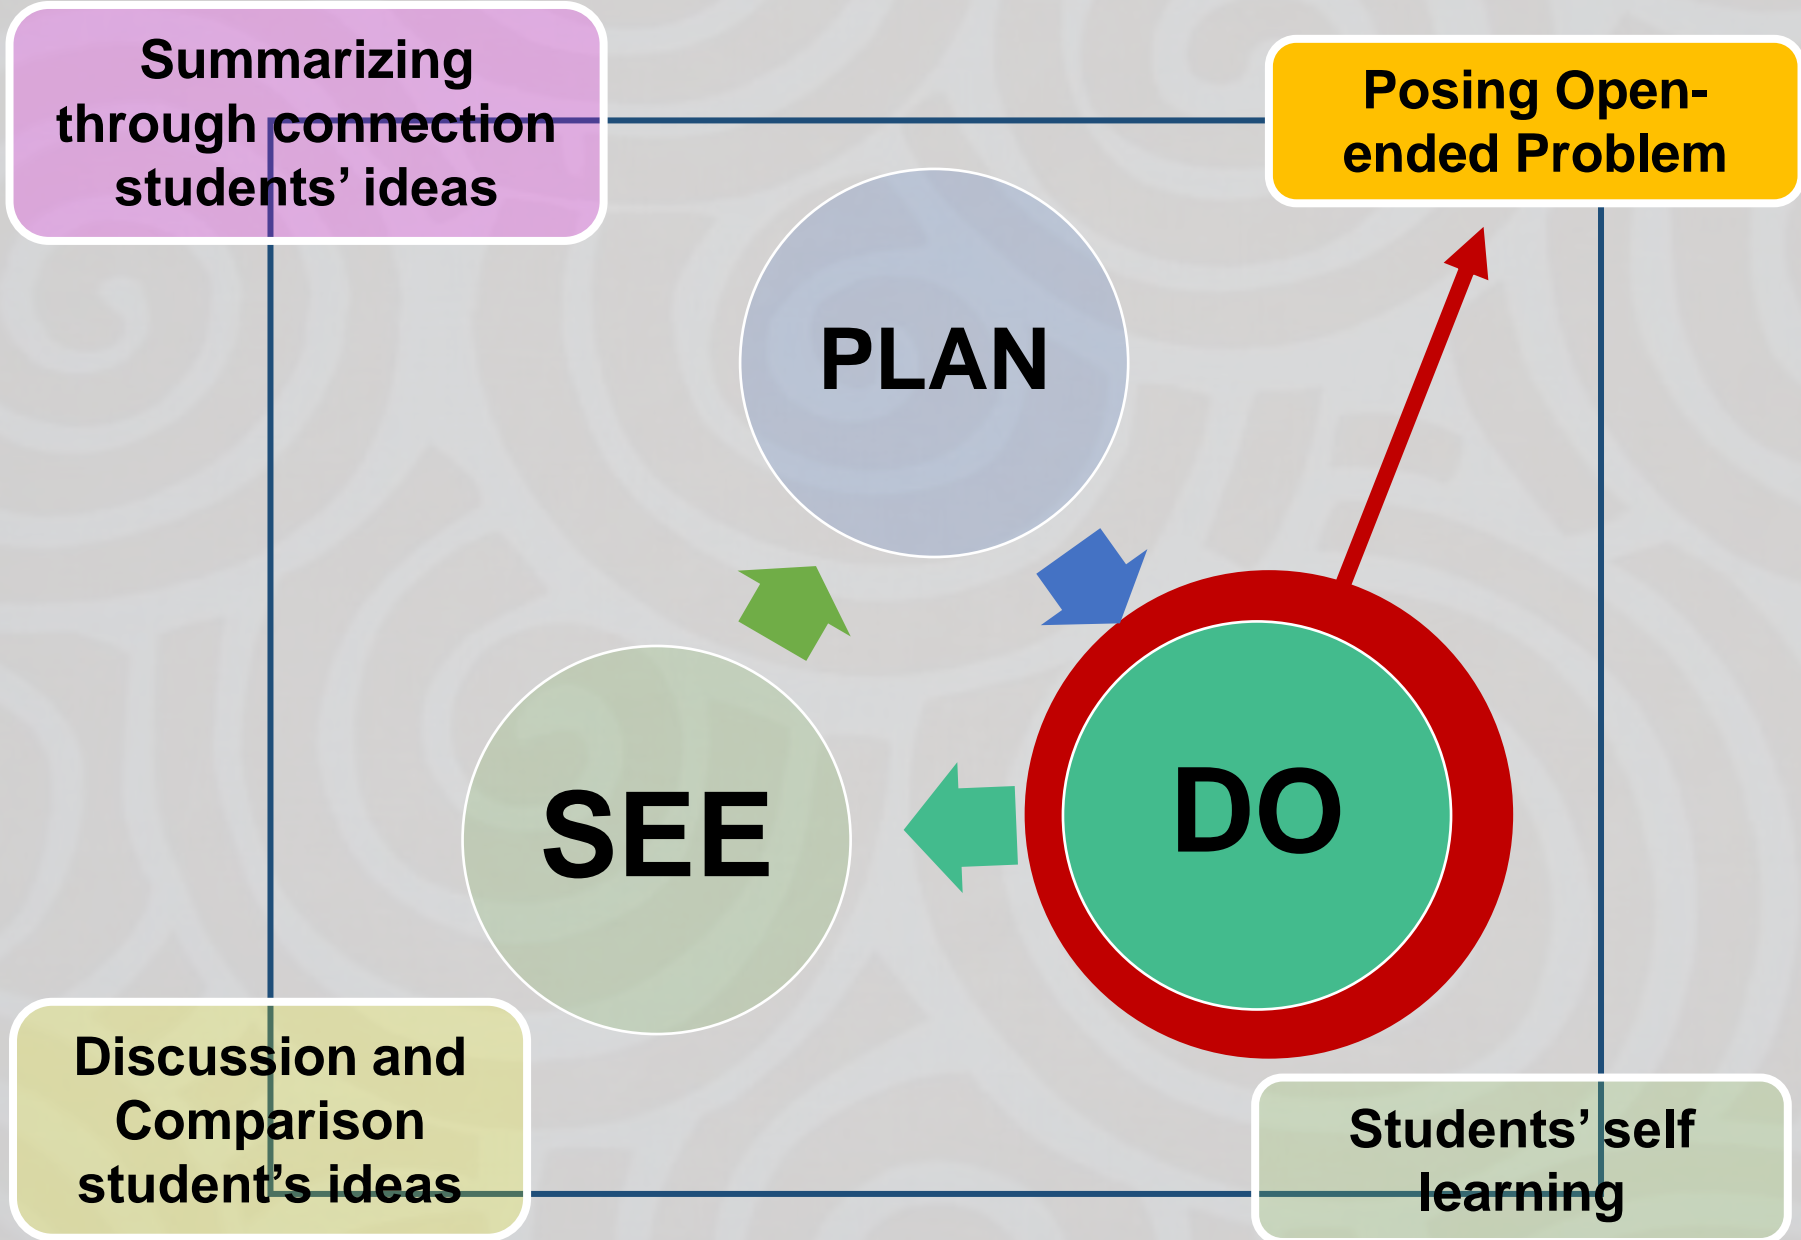 Summarizing
through connection
students’ ideas
Posing Open-
ended Problem
PLAN
SEE
DO
Discussion and
Comparison
student’s ideas
Students’ self
learning